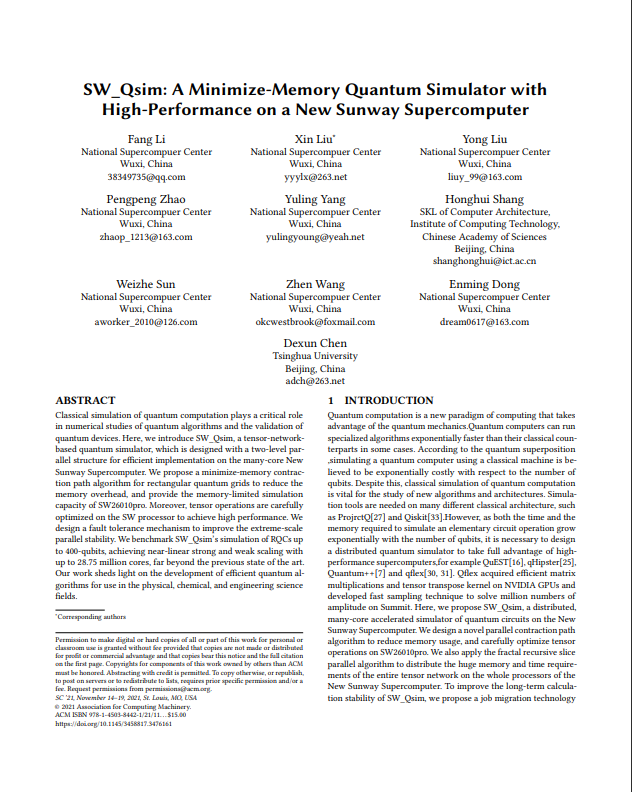 SW_Qsim: A Minimize-Memory Quantum Simulator with
High-Performance on a New Sunway Supercomputer
Fang Li
National Supercompuer Center
Wuxi, China
38349735@qq.com
Xin Liu*
National Supercompuer Center
Wuxi, China
yyylx@263.net
Yong Liu
National Supercompuer Center
Wuxi, China
liuy_99@163.com
Pengpeng Zhao
National Supercompuer Center
Wuxi, China
zhaop_1213@163.com
Yuling Yang
National Supercompuer Center
Wuxi, China
yulingyoung@yeah.net
Honghui Shang
SKL of Computer Architecture,
Institute of Computing Technology,
Chinese Academy of Sciences
Beijing, China
shanghonghui@ict.ac.cn
Weizhe Sun
National Supercompuer Center
Wuxi, China
aworker_2010@126.com
Zhen Wang
National Supercompuer Center
Wuxi, China
okcwestbrook@foxmail.com
Enming Dong
National Supercompuer Center
Wuxi, China
dream0617@163.com
Dexun Chen
Tsinghua University
Beijing, China
adch@263.net
ABSTRACT
Classical simulation of quantum computation plays a critical role
in numerical studies of quantum algorithms and the validation of
quantum devices. Here, we introduce SW_Qsim, a tensor-network-
based quantum simulator, which is designed with a two-level par-
allel structure for efficient implementation on the many-core New
Sunway Supercomputer. We propose a minimize-memory contrac-
tion path algorithm for rectangular quantum grids to reduce the
memory overhead, and provide the memory-limited simulation
capacity of SW26010pro. Moreover, tensor operations are carefully
optimized on the SW processor to achieve high performance. We
design a fault tolerance mechanism to improve the extreme-scale
parallel stability. We benchmark SW_Qsim's simulation of RQCs up
to 400-qubits, achieving near-linear strong and weak scaling with
up to 28.75 million cores, far beyond the previous state of the art.
Our work sheds light on the development of efficient quantum al-
gorithms for use in the physical, chemical, and engineering science
fields.
*Corresponding authors
Permission to make digital or hard copies of all or part of this work for personal or
classroom use is granted without fee provided that copies are not made or distributed
for profit or commercial advantage and that copies bear this notice and the full citation
on the first page. Copyrights for components of this work owned by others than ACM
must be honored. Abstracting with credit is permitted. To copy otherwise, or republish,
to post on servers or to redistribute to lists, requires prior specific permission and/or a
fee. Request permissions from permissions@acm.org.
SC '21, November 14–19, 2021, St. Louis, MO, USA
© 2021 Association for Computing Machinery.
ACM ISBN 978-1-4503-8442-1/21/11...$15.00
https://doi.org/10.1145/3458817.3476161
1 INTRODUCTION
Quantum computation is a new paradigm of computing that takes
advantage of the quantum mechanics.Quantum computers can run
specialized algorithms exponentially faster than their classical coun-
terparts in some cases. According to the quantum superposition
,simulating a quantum computer using a classical machine is be-
lieved to be exponentially costly with respect to the number of
qubits. Despite this, classical simulation of quantum computation
is vital for the study of new algorithms and architectures. Simula-
tion tools are needed on many different classical architecture, such
as ProjrctQ[27] and Qiskit[33].However, as both the time and the
memory required to simulate an elementary circuit operation grow
exponentially with the number of qubits, it is necessary to design
a distributed quantum simulator to take full advantage of high-
performance supercomputers,for example QuEST[16], qHipster[25],
Quantum++[7] and qflex[30, 31]. Qflex acquired efficient matrix
multiplications and tensor kernel on NVIDIA GPUs and
developed fast sampling technique to solve million numbers of
amplitude on Summit. Here, we propose SW_Qsim, a distributed,
many-core accelerated simulator of quantum circuits on the New
Sunway Supercomputer. We design a novel parallel contraction path
algorithm to reduce memory usage, and carefully optimize tensor
operations on SW26010pro. We also apply the fractal recursive slice
parallel algorithm to distribute the huge memory and time require-
ments of the entire tensor network on the whole processors of the
New Sunway Supercomputer. To improve the long-term calcula-
tion stability of SW_Qsim, we propose a job migration technology